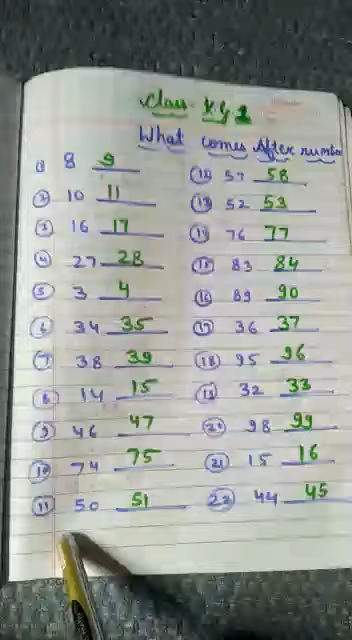 Class- K.G 1
What comes After number
① 8 9
② 10 11
③ 16 17
④ 27 28
⑤ 3 4
⑥ 34 35
⑦ 38 39
⑧ 14 15
⑨ 46 47
⑩ 74 75
⑪ 50 51
⑫ 57 58
⑬ 52 53
⑭ 76 77
⑮ 83 84
⑯ 89 90
⑰ 36 37
⑱ 95 96
⑲ 32 33
⑳ 98 99
㉑ 15 16
㉒ 44 45